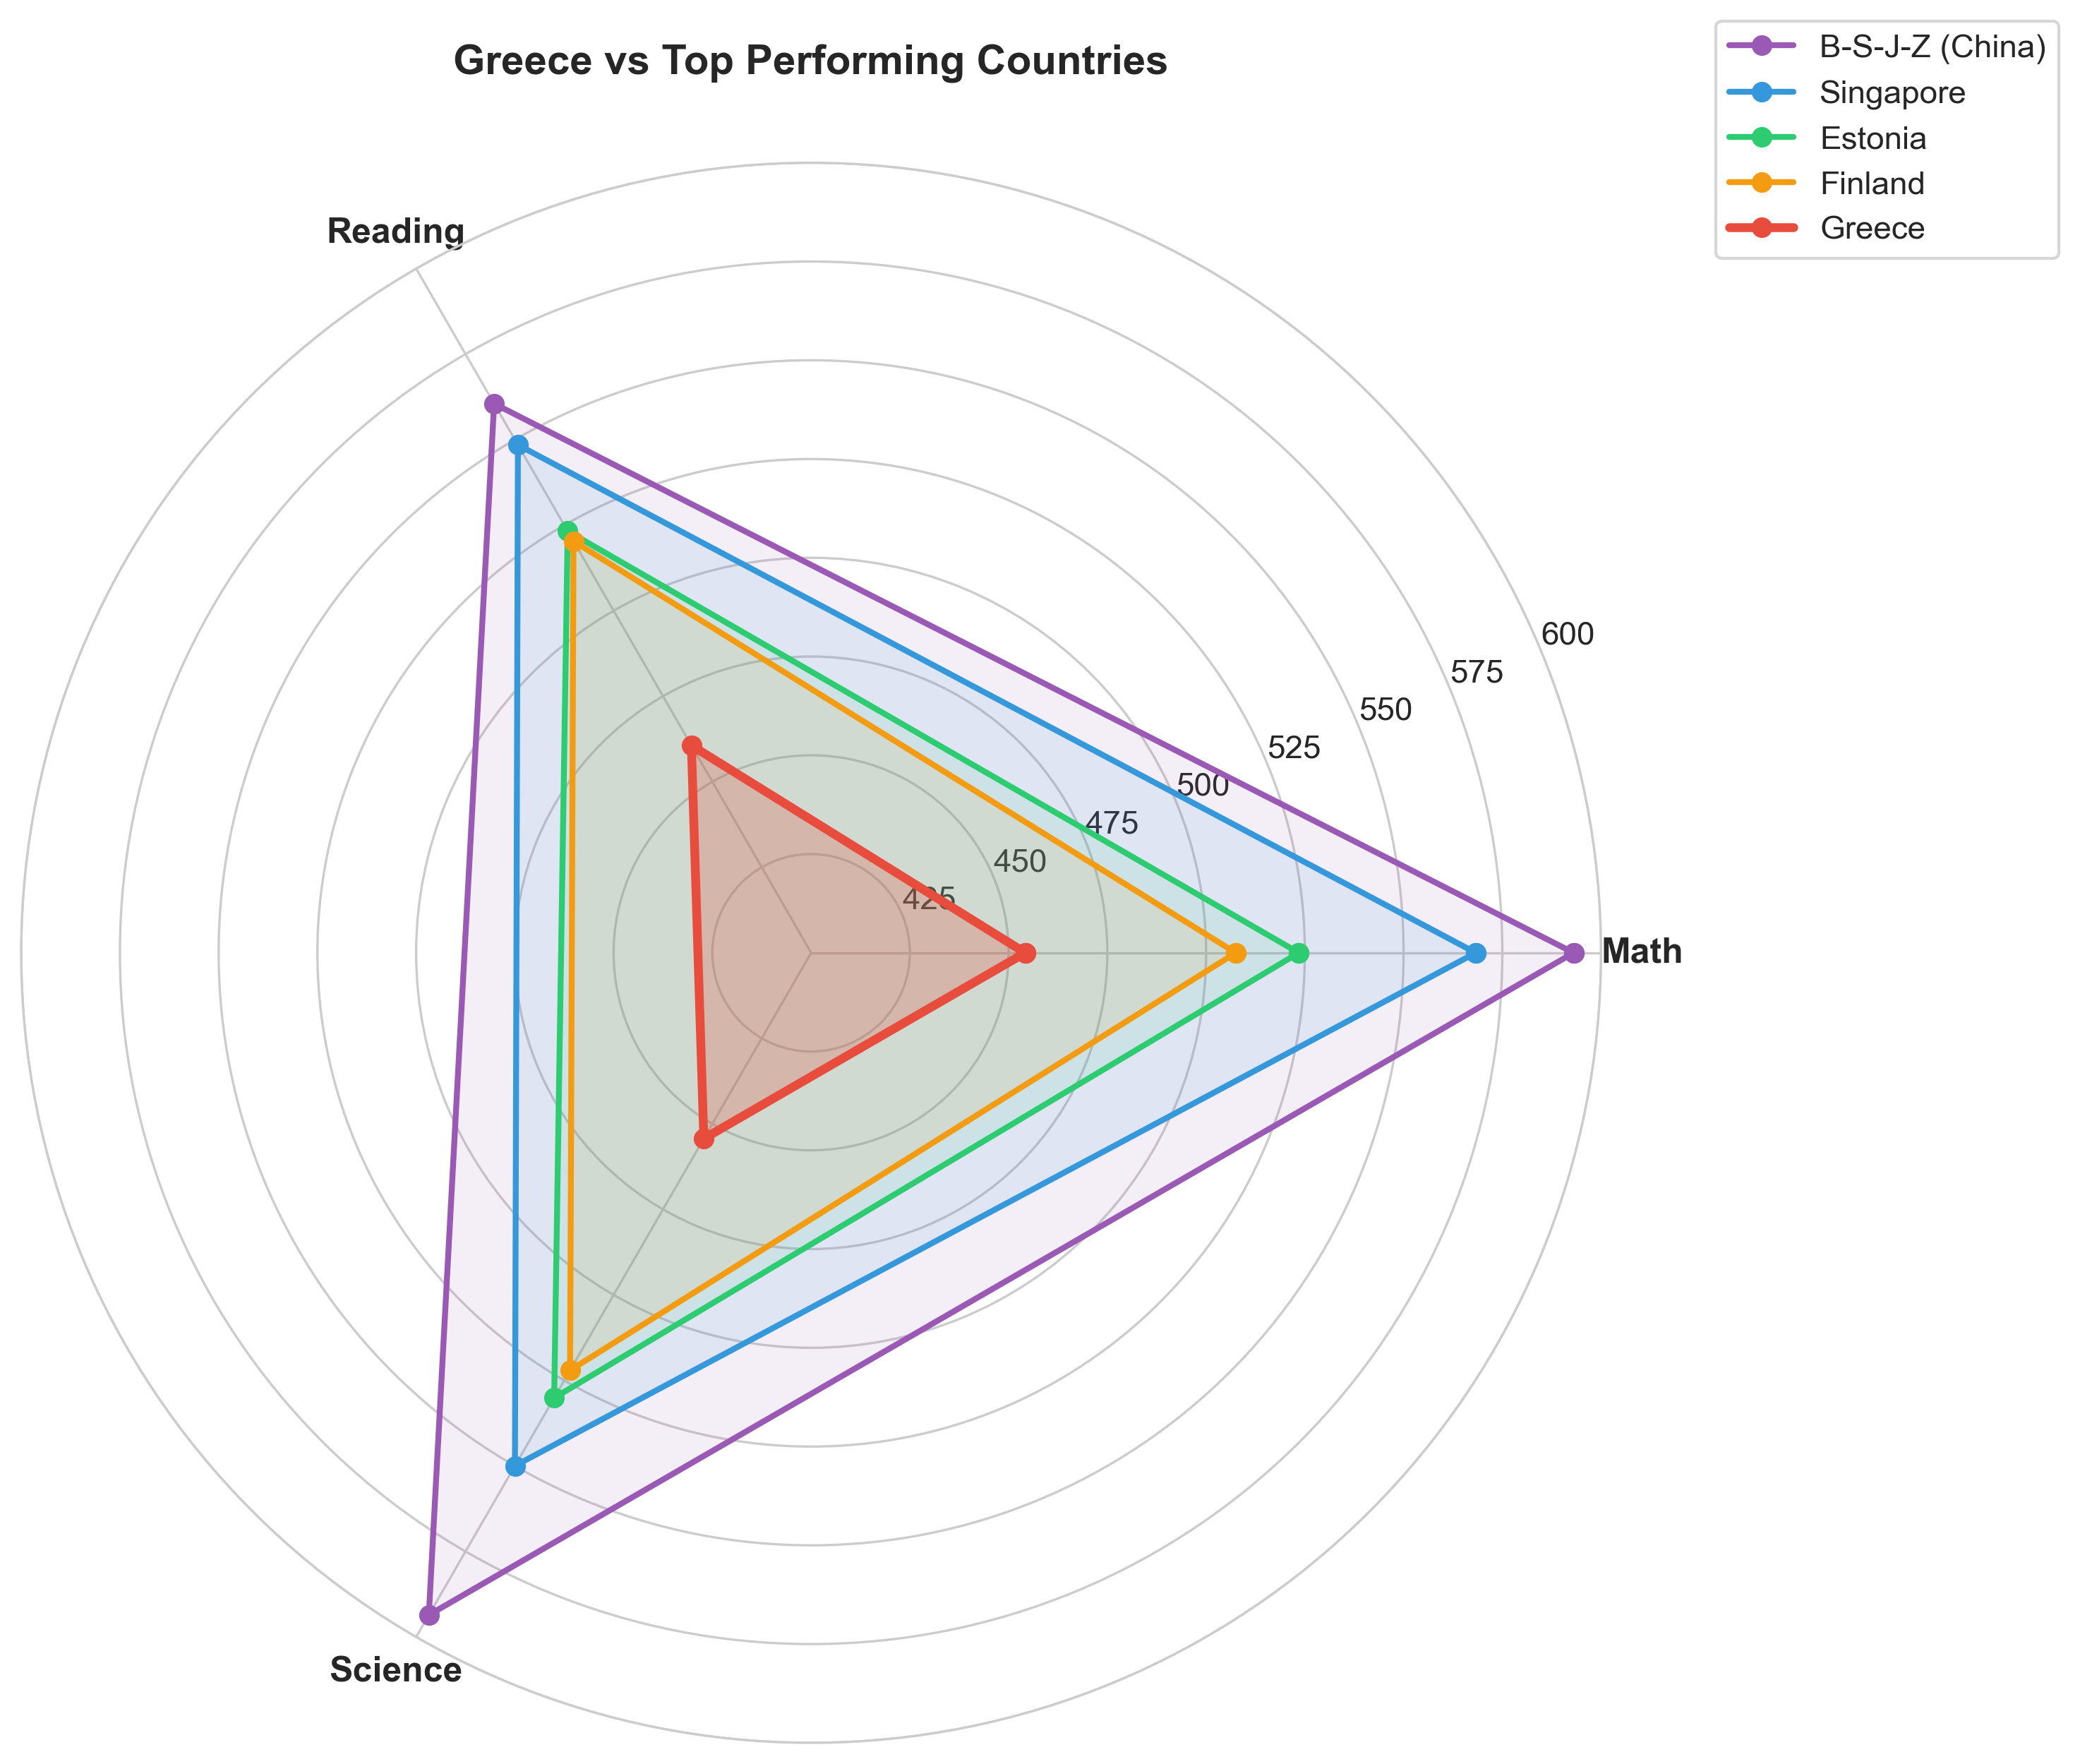 Greece vs Top Performing Countries
B-S-J-Z (China)
Singapore
Estonia
Finland
Greece
Reading
600
575
550
525
500
475
450
425
Math
Science